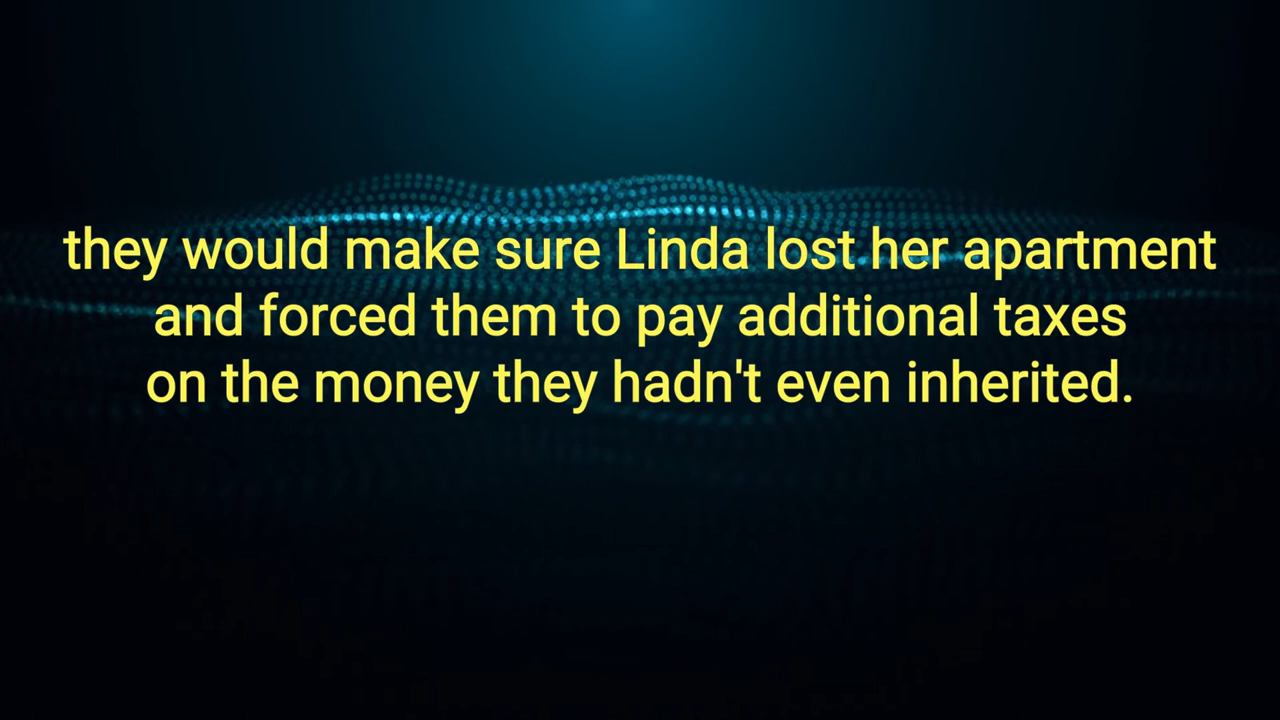 they would make sure Linda lost her apartment
and forced them to pay additional taxes
on the money they hadn't even inherited.